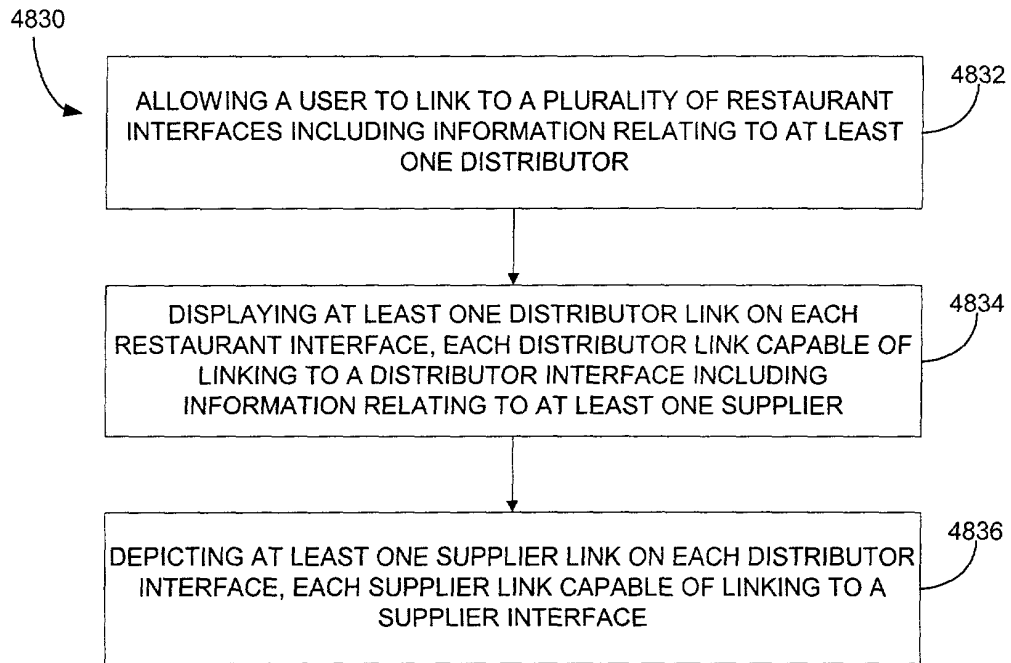 4830
4832
ALLOWING A USER TO LINK TO A PLURALITY OF RESTAURANT
INTERFACES INCLUDING INFORMATION RELATING TO AT LEAST
ONE DISTRIBUTOR
4834
DISPLAYING AT LEAST ONE DISTRIBUTOR LINK ON EACH
RESTAURANT INTERFACE, EACH DISTRIBUTOR LINK CAPABLE OF
LINKING TO A DISTRIBUTOR INTERFACE INCLUDING
INFORMATION RELATING TO AT LEAST ONE SUPPLIER
4836
DEPICTING AT LEAST ONE SUPPLIER LINK ON EACH DISTRIBUTOR
INTERFACE, EACH SUPPLIER LINK CAPABLE OF LINKING TO A
SUPPLIER INTERFACE